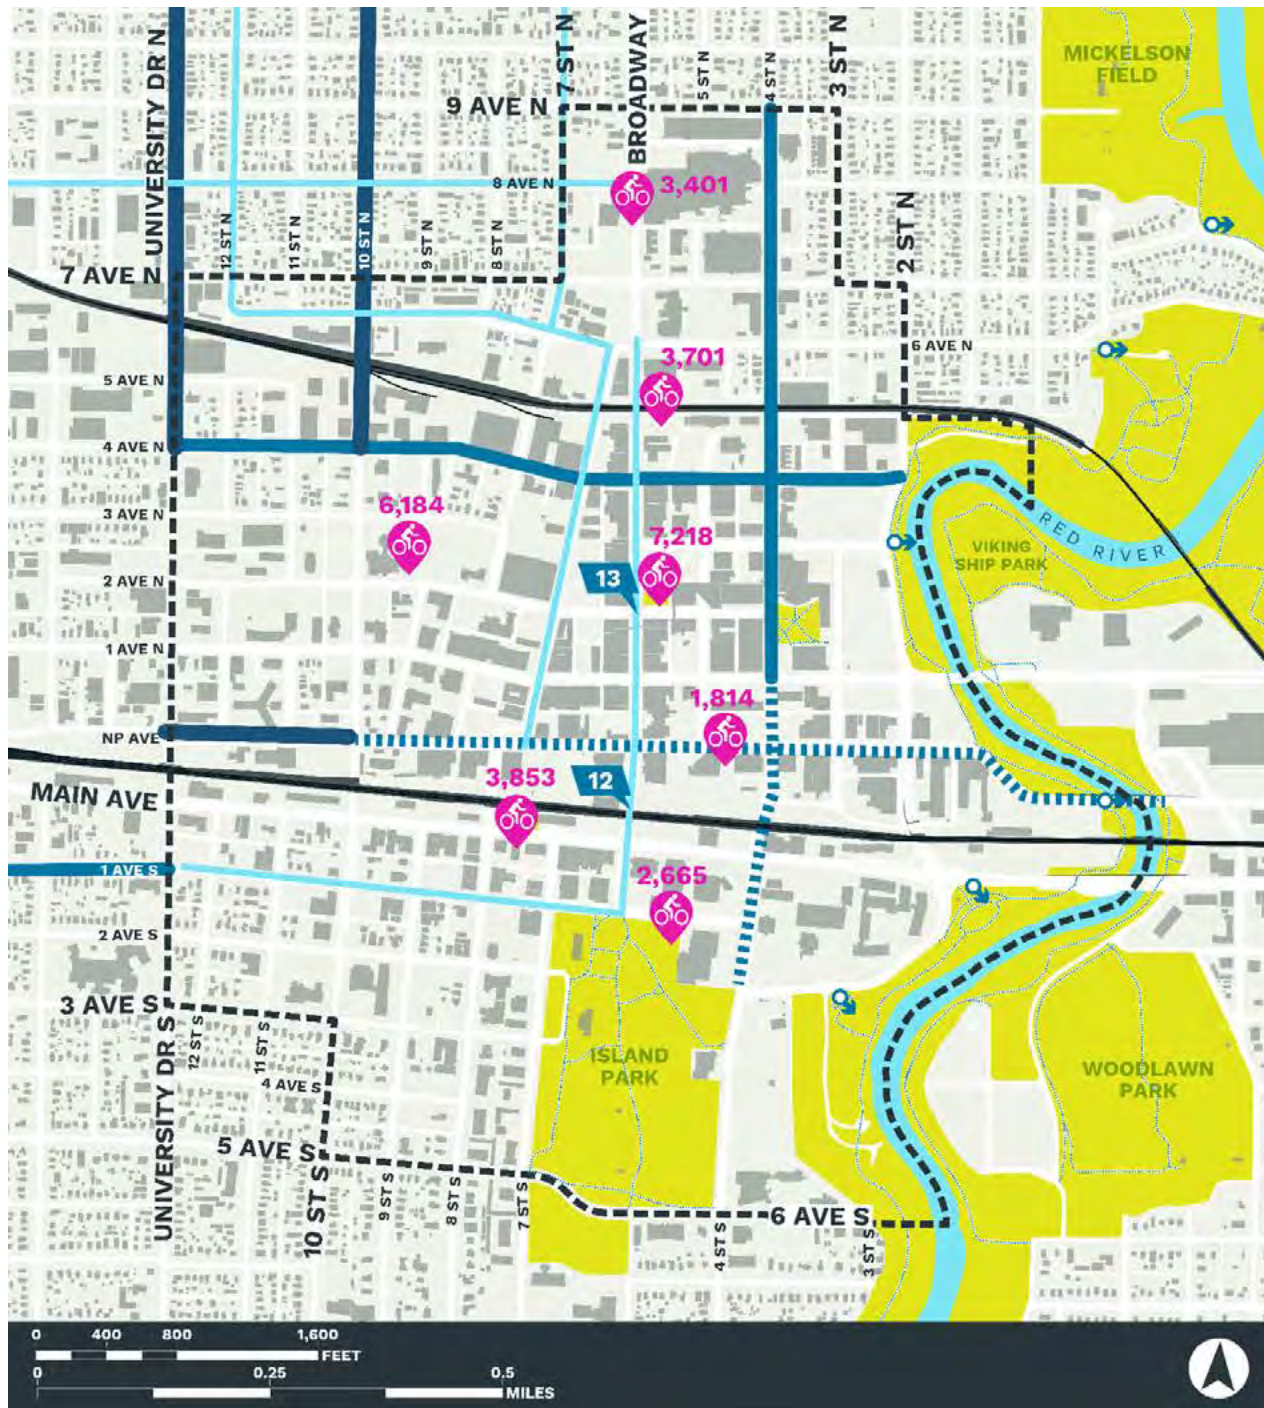 MICKELSON
FIELD
UNIVERSITY DR N
7 ST N
BROADWAY
5 ST N
4 ST N
3 ST N
9 AVE N
8 AVE N
3,401
12 ST N
11 ST N
10 ST N
9 ST N
8 ST N
2 ST N
7 AVE N
6 AVE N
3,701
5 AVE N
4 AVE N
6,184
3 AVE N
7,218
RED RIVER
VIKING
SHIP PARK
13
2 AVE N
1 AVE N
1,814
NP AVE
3,853
12
MAIN AVE
1 AVE S
2,665
2 AVE S
3 AVE S
UNIVERSITY DR S
12 ST S
11 ST S
4 AVE S
ISLAND
PARK
WOODLAWN
PARK
5 AVE S
10 ST S
9 ST S
8 ST S
7 ST S
4 ST S
6 AVE S
3 ST S
0 400 800 1,600
FEET
0 0.25 0.5
MILES